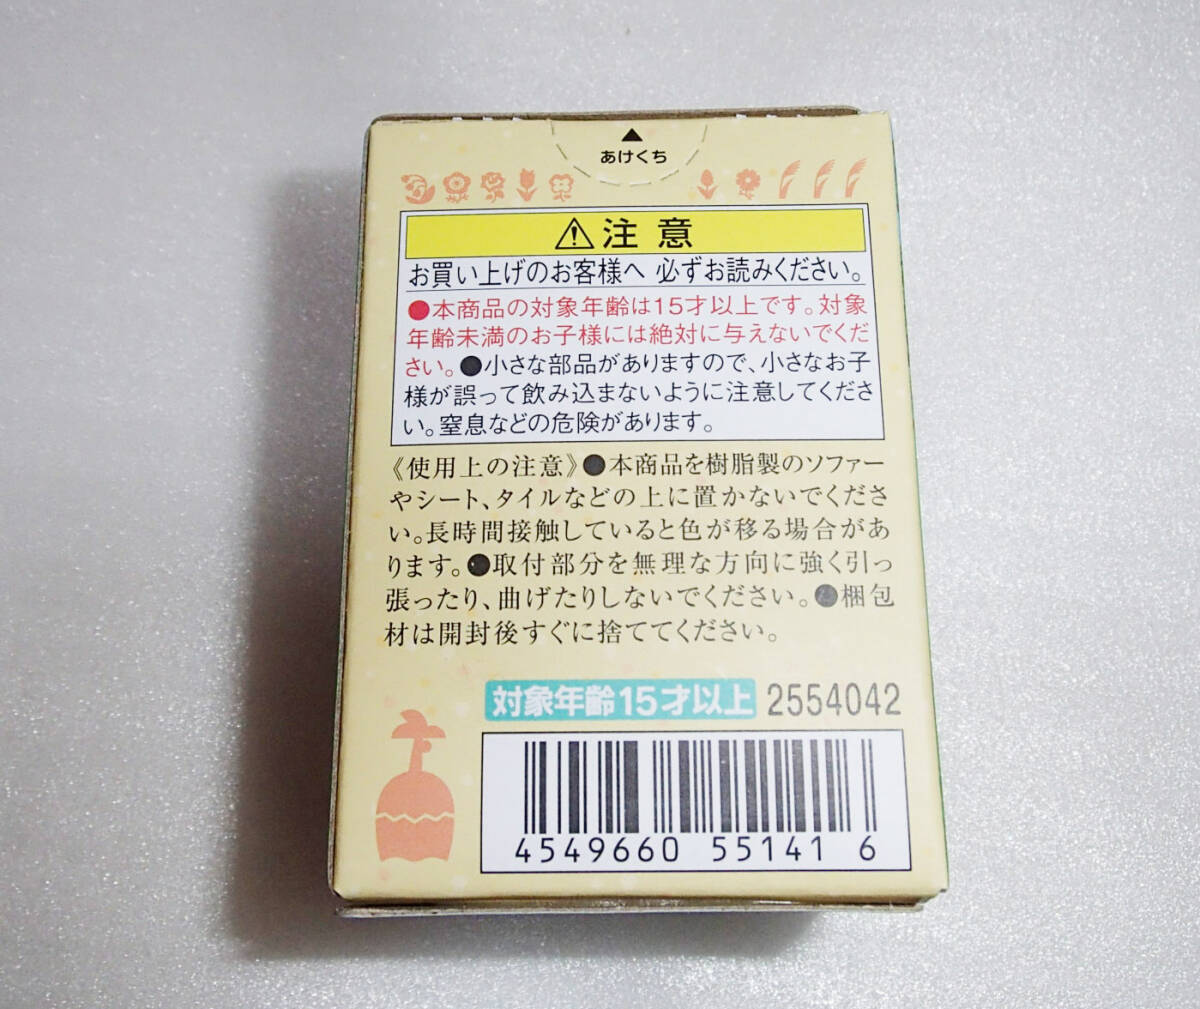 ▲
あけくち
⚠注意
お買い上げのお客様へ 必ずお読みください。
●本商品の対象年齢は15才以上です。対象
年齢未満のお子様には絶対に与えないでくだ
さい。●小さな部品がありますので、小さなお子
様が誤って飲み込まないように注意してくださ
い。窒息などの危険があります。
《使用上の注意》●本商品を樹脂製のソファー
やシート、タイルなどの上に置かないでくださ
い。長時間接触していると色が移る場合があ
ります。●取付部分を無理な方向に強く引っ
張ったり、曲げたりしないでください。●梱包
材は開封後すぐに捨ててください。
対象年齢15才以上 2554042
4549660 55141 6